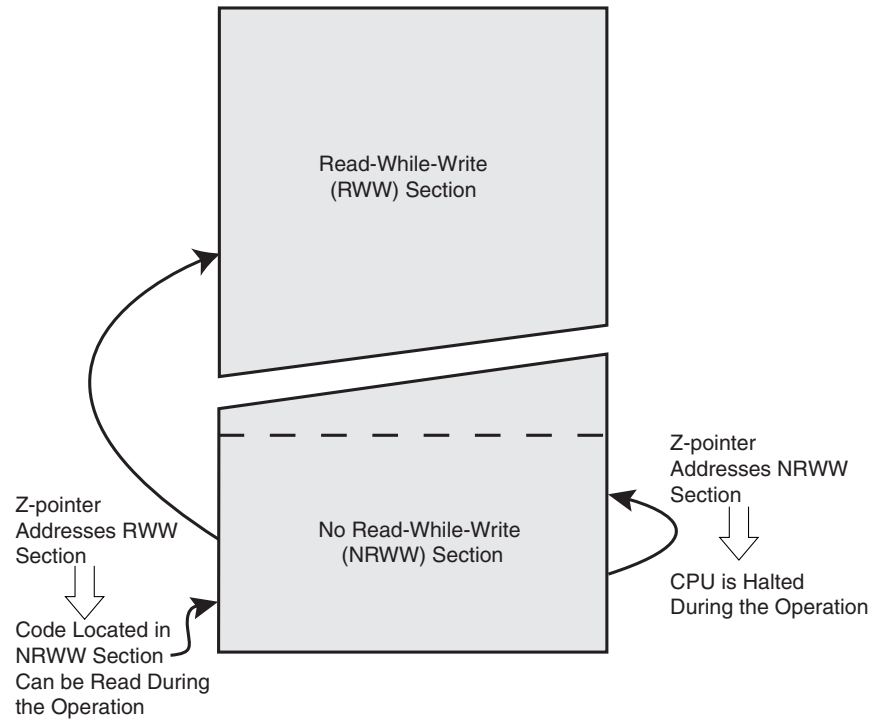 Read-While-Write
(RWW) Section
Z-pointer
Addresses NRWW
Section
Z-pointer
Addresses RWW
Section
No Read-While-Write
(NRWW) Section
CPU is Halted
During the Operation
Code Located in
NRWW Section
Can be Read During
the Operation